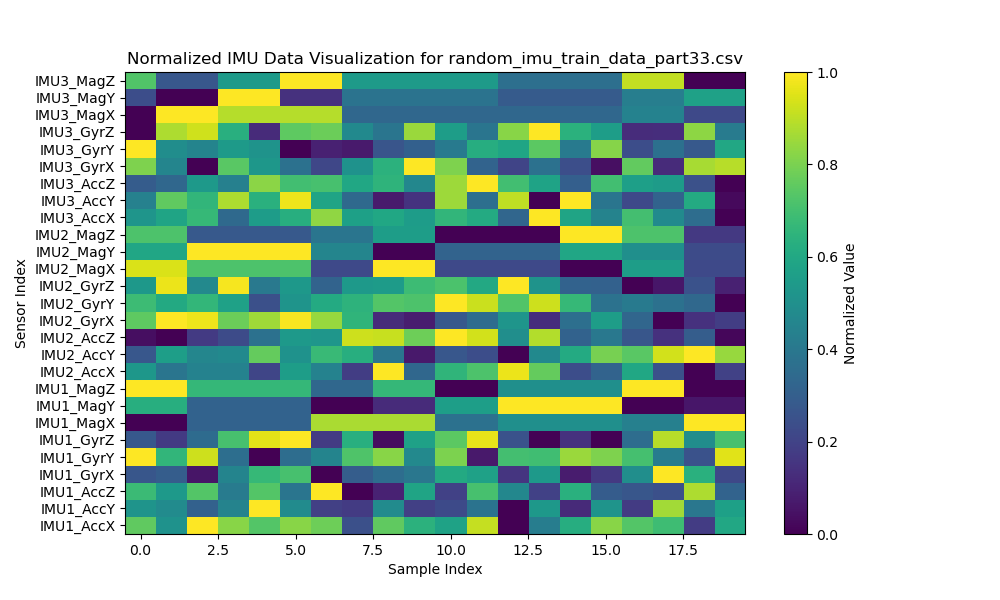 Normalized IMU Data Visualization for random_imu_train_data_part33.csv
IMU3_MagZ
IMU3_MagY
IMU3_MagX
IMU3_GyrZ
IMU3_GyrY
IMU3_GyrX
IMU3_AccZ
IMU3_AccY
IMU3_AccX
IMU2_MagZ
IMU2_MagY
IMU2_MagX
IMU2_GyrZ
IMU2_GyrY
IMU2_GyrX
IMU2_AccZ
IMU2_AccY
IMU2_AccX
IMU1_MagZ
IMU1_MagY
IMU1_MagX
IMU1_GyrZ
IMU1_GyrY
IMU1_GyrX
IMU1_AccZ
IMU1_AccY
IMU1_AccX
Sensor Index
0.0 2.5 5.0 7.5 10.0 12.5 15.0 17.5
Sample Index
1.0
0.8
0.6
0.4
0.2
0.0
Normalized Value